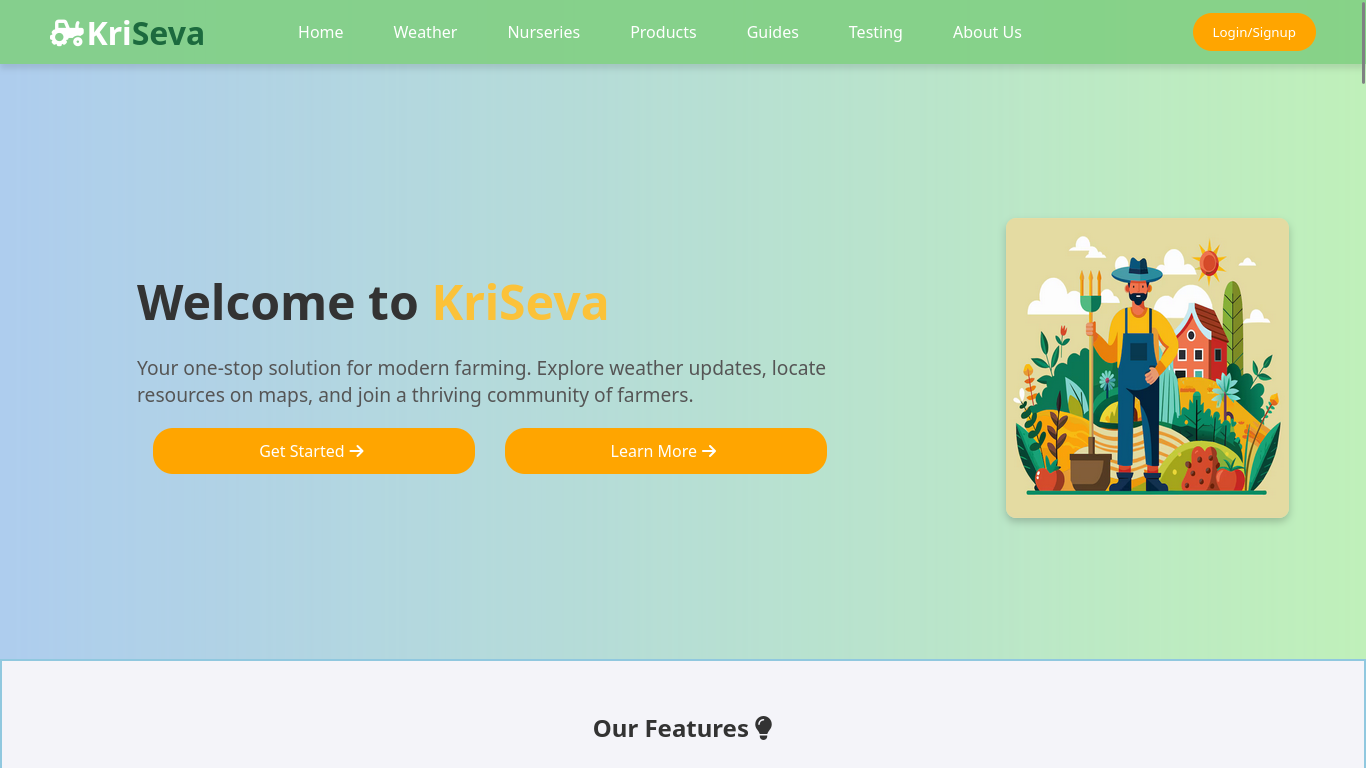 KriSeva
Home
Weather
Nurseries
Products
Guides
Testing
About Us
Login/Signup
Welcome to KriSeva
Your one-stop solution for modern farming. Explore weather updates, locate
resources on maps, and join a thriving community of farmers.
Get Started
Learn More
Our Features